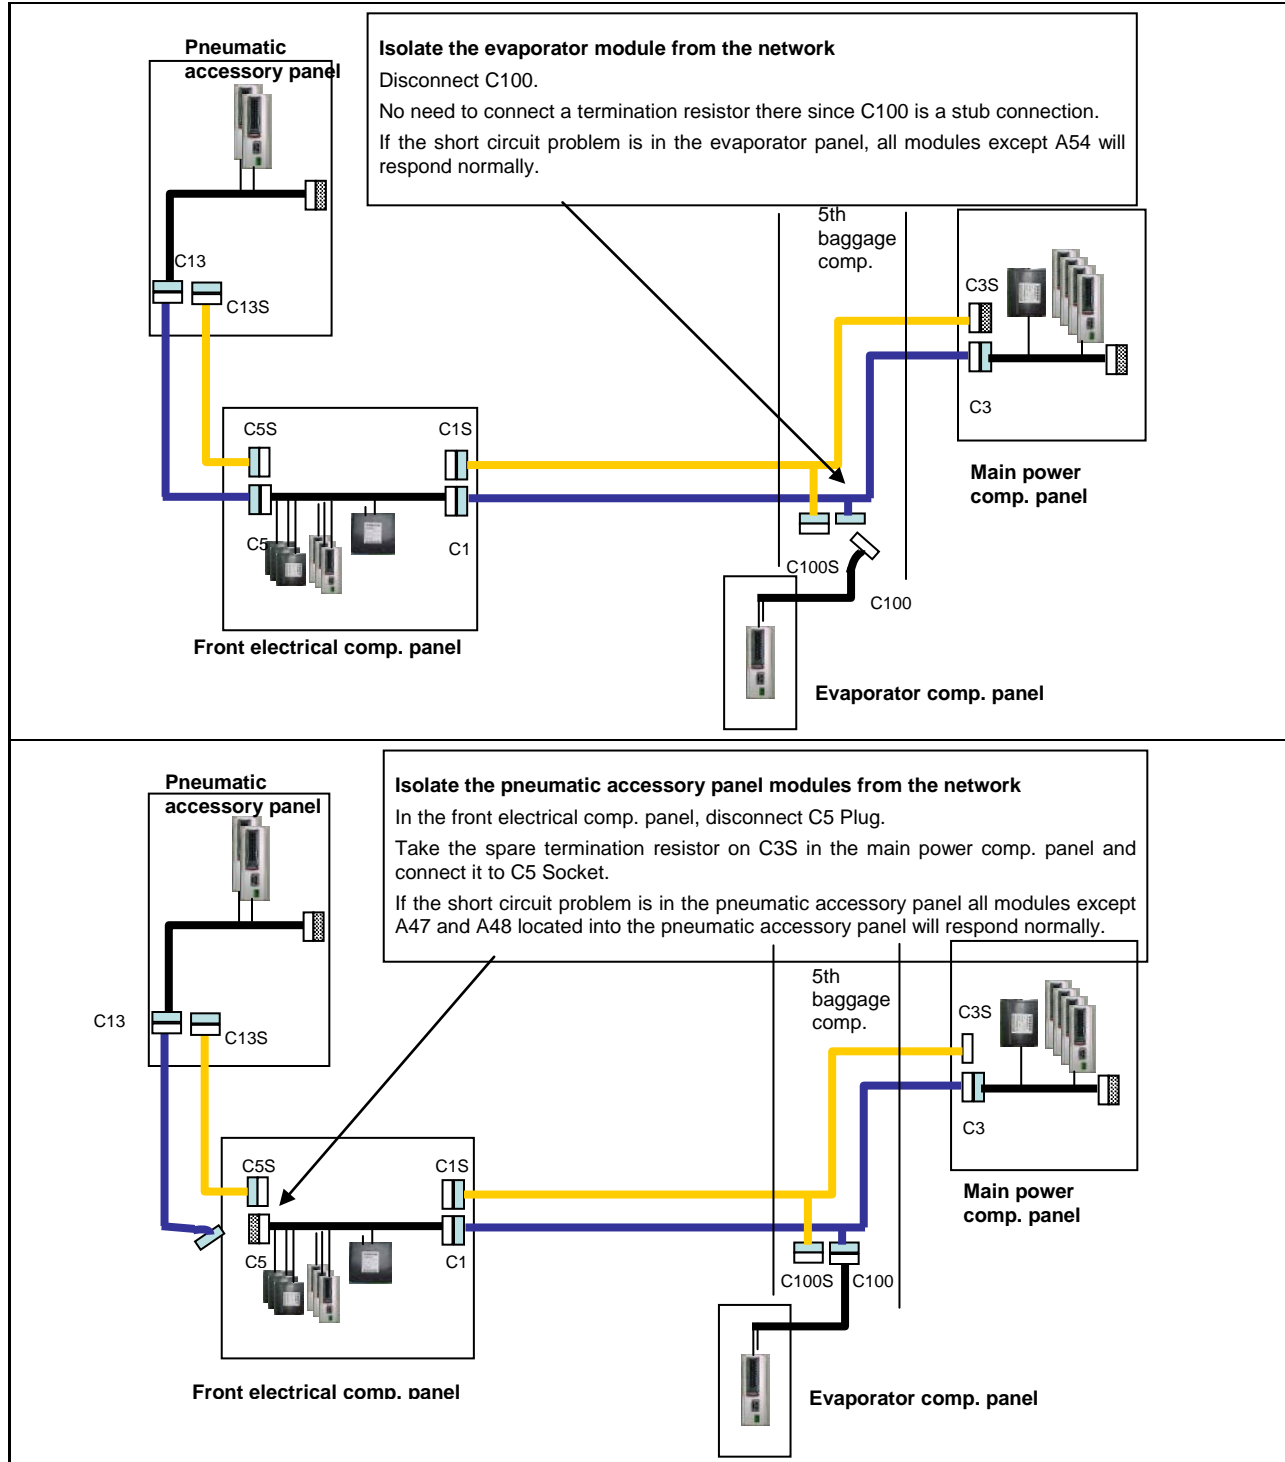 Pneumatic
accessory panel
Isolate the evaporator module from the network
Disconnect C100.
No need to connect a termination resistor there since C100 is a stub connection.
If the short circuit problem is in the evaporator panel, all modules except A54 will
respond normally.
5th
baggage
comp.
C13
C13S
C3S
C3
C5S
C1S
C5
C1
Main power
comp. panel
C100S
C100
Front electrical comp. panel
Evaporator comp. panel
Pneumatic
accessory panel
Isolate the pneumatic accessory panel modules from the network
In the front electrical comp. panel, disconnect C5 Plug.
Take the spare termination resistor on C3S in the main power comp. panel and
connect it to C5 Socket.
If the short circuit problem is in the pneumatic accessory panel all modules except
A47 and A48 located into the pneumatic accessory panel will respond normally.
5th
baggage
comp.
C13
C13S
C3S
C3
C5S
C1S
C5
C1
Main power
comp. panel
C100S
C100
Front electrical comp. panel
Evaporator comp. panel